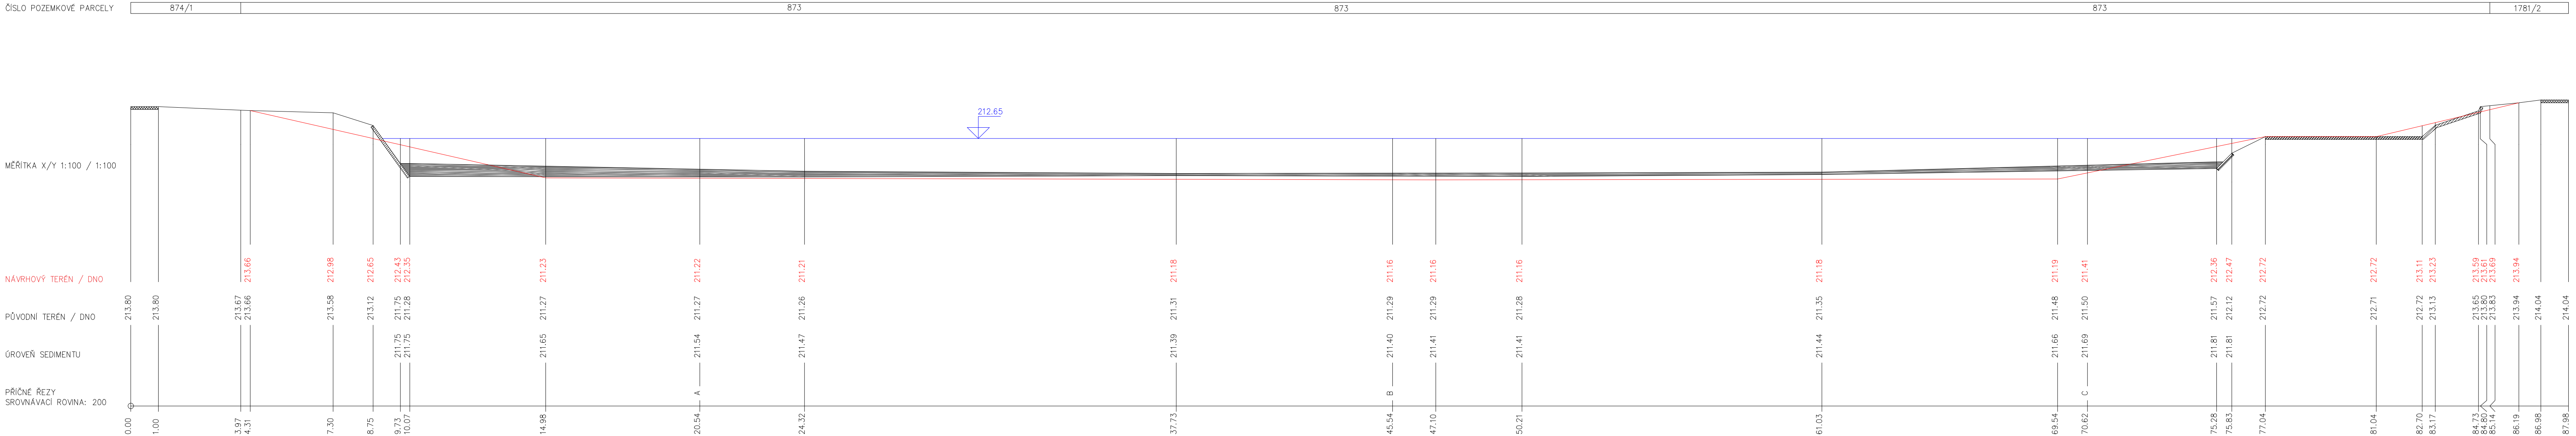 ČÍSLO POZEMKOVÉ PARCELY 874/1 873 873 873 1781/2
212.65
MĚŘÍTKA X/Y 1:100 / 1:100
NÁVRHOVÝ TERÉN / DNO 213.66 212.98 212.65 212.43 212.35 211.23 211.22 211.21 211.18 211.16 211.16 211.16 211.18 211.19 211.41 212.36 212.47 212.72 212.72 213.11 213.23 213.59 213.61 213.69 213.94
PŮVODNÍ TERÉN / DNO 213.80 213.80 213.67 213.66 213.58 213.12 211.75 211.28 211.27 211.27 211.26 211.31 211.29 211.29 211.28 211.35 211.48 211.50 211.57 212.12 212.72 212.71 212.72 213.13 213.65 213.80 213.83 213.94 214.04 214.04
ÚROVEŇ SEDIMENTU 211.75 211.75 211.65 211.54 211.47 211.39 211.40 211.41 211.41 211.44 211.66 211.69 211.81 211.81
PŘÍČNÉ ŘEZY A B C
SROVNÁVACÍ ROVINA: 200
0.00 1.00 3.97 4.31 7.30 8.75 9.73 10.07 14.98 20.54 24.32 37.73 45.54 47.10 50.21 61.03 69.54 70.62 75.28 75.83 77.04 81.04 82.70 83.17 84.73 84.80 85.14 86.19 86.98 87.98